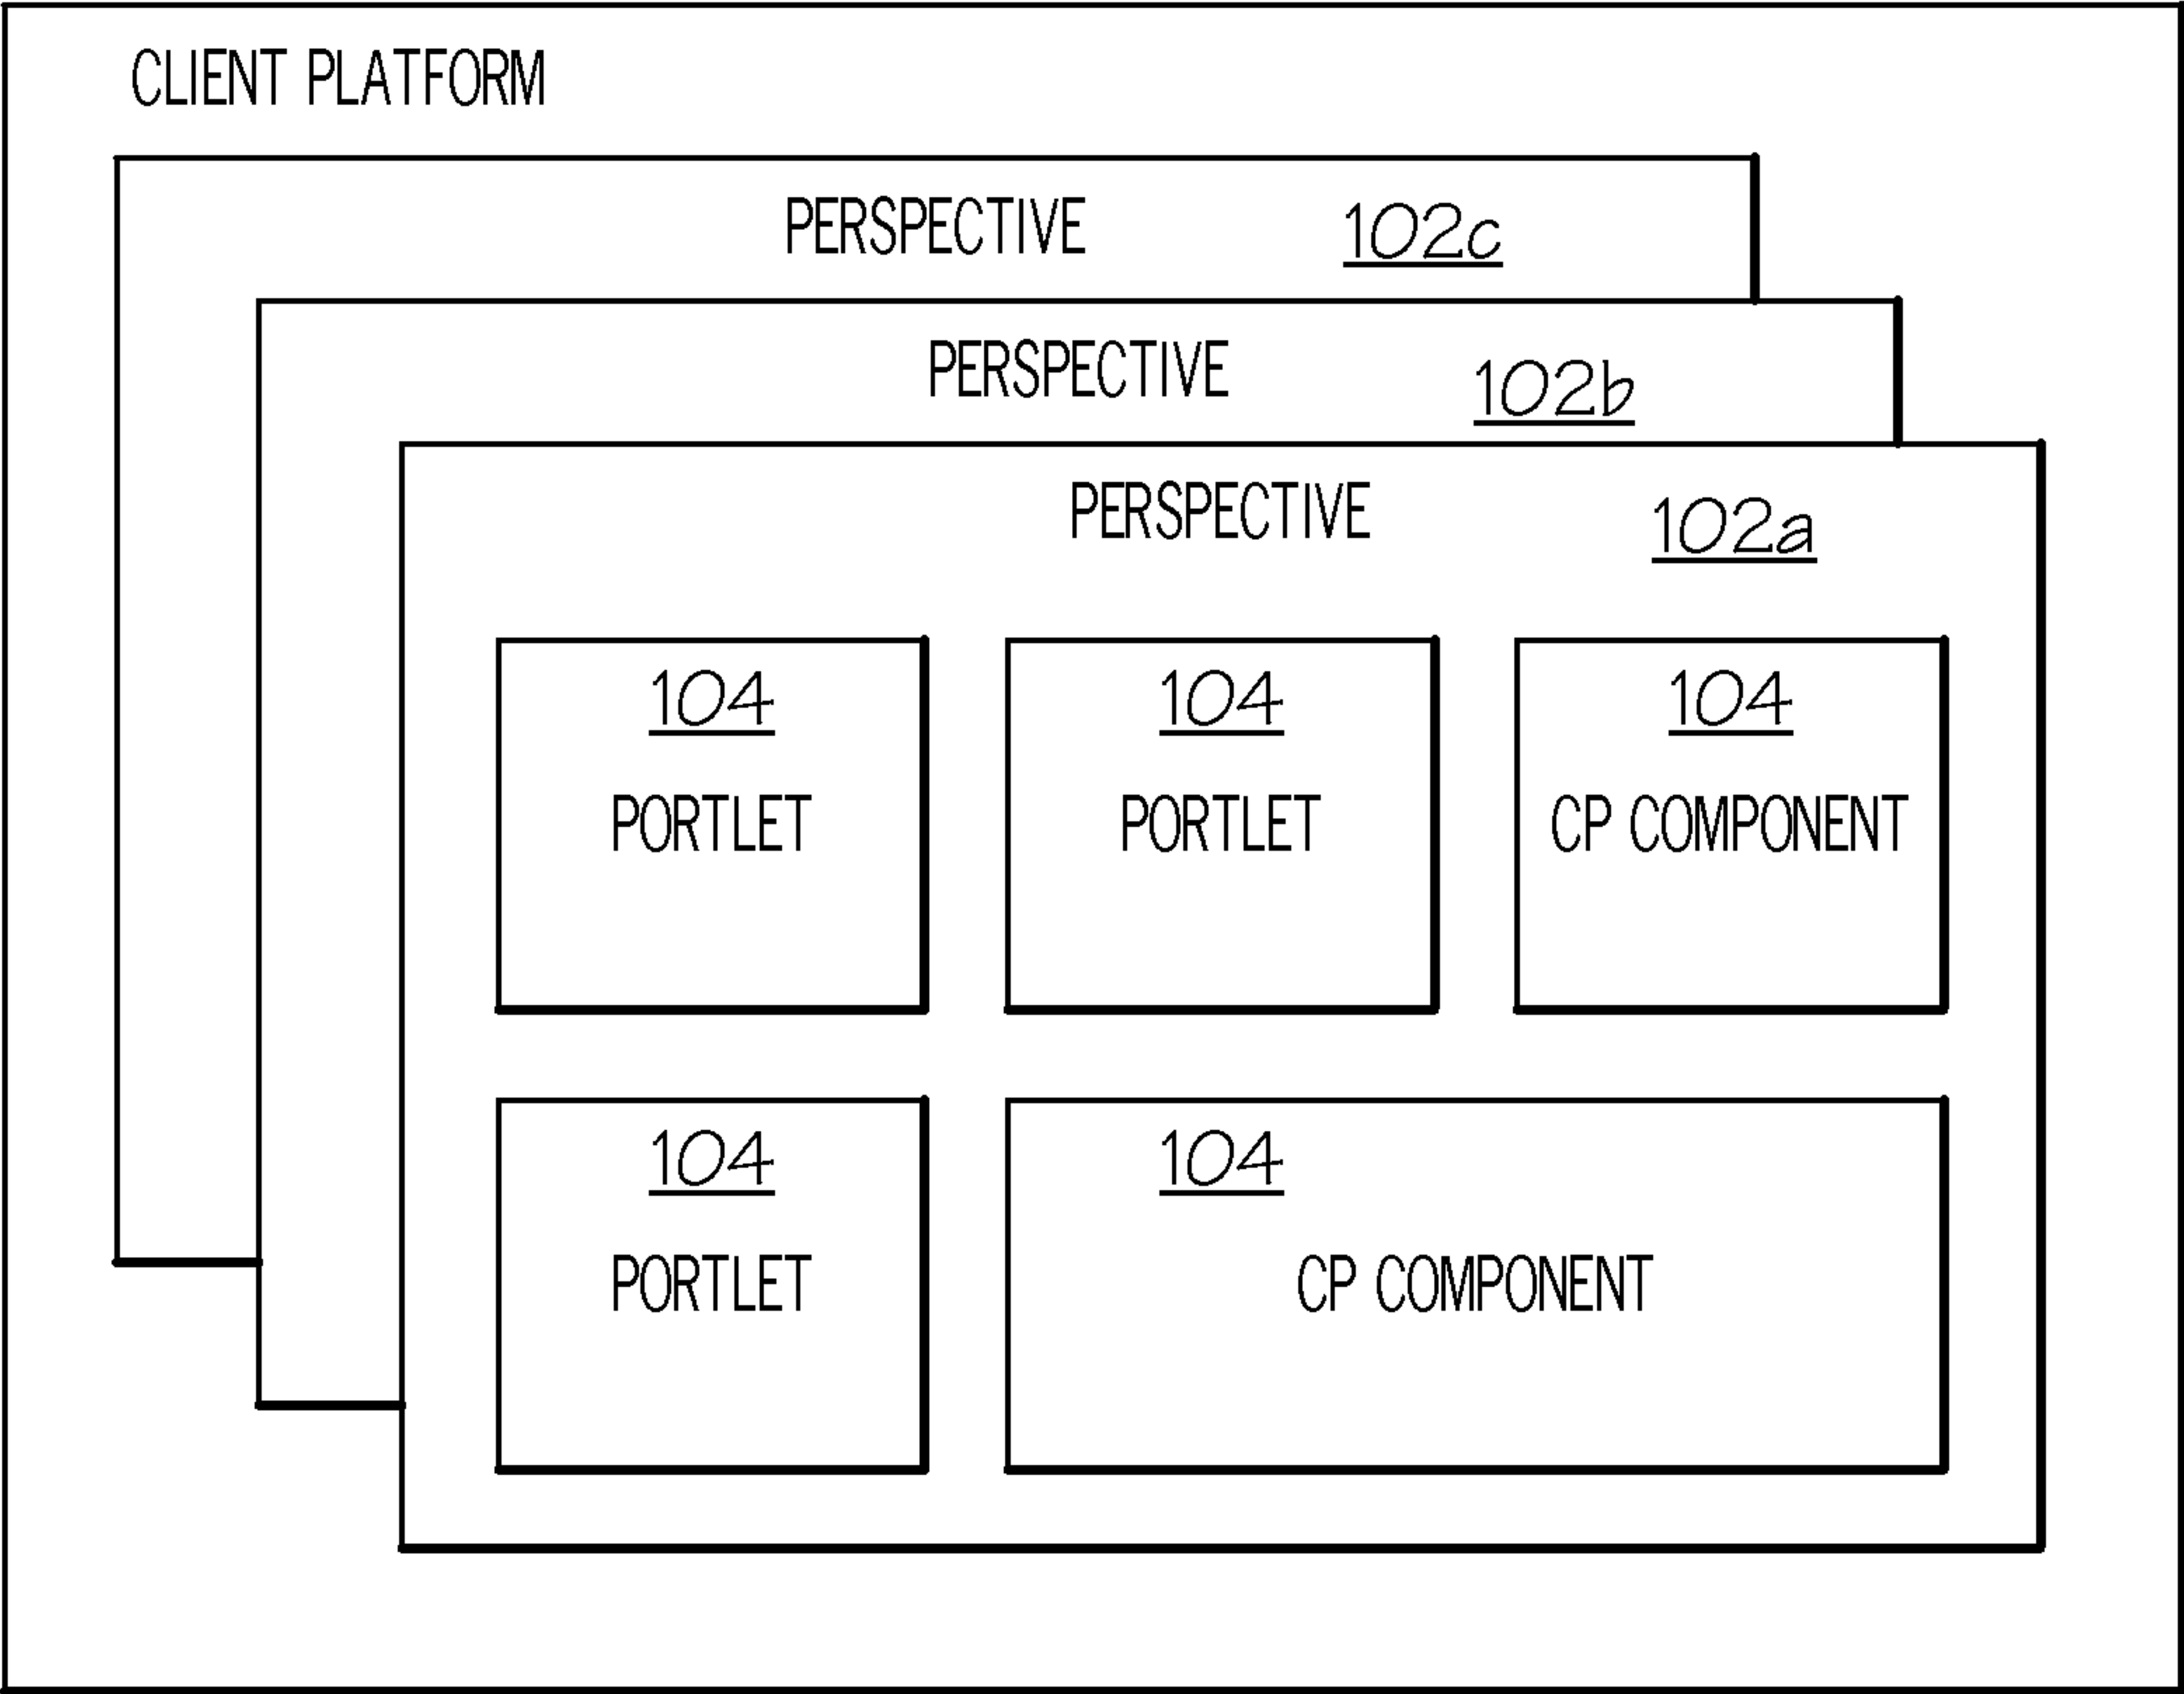 CLIENT PLATFORM
PERSPECTIVE 102c
PERSPECTIVE 102b
PERSPECTIVE 102a
104 104 104
PORTLET PORTLET CP COMPONENT
104 104
PORTLET CP COMPONENT